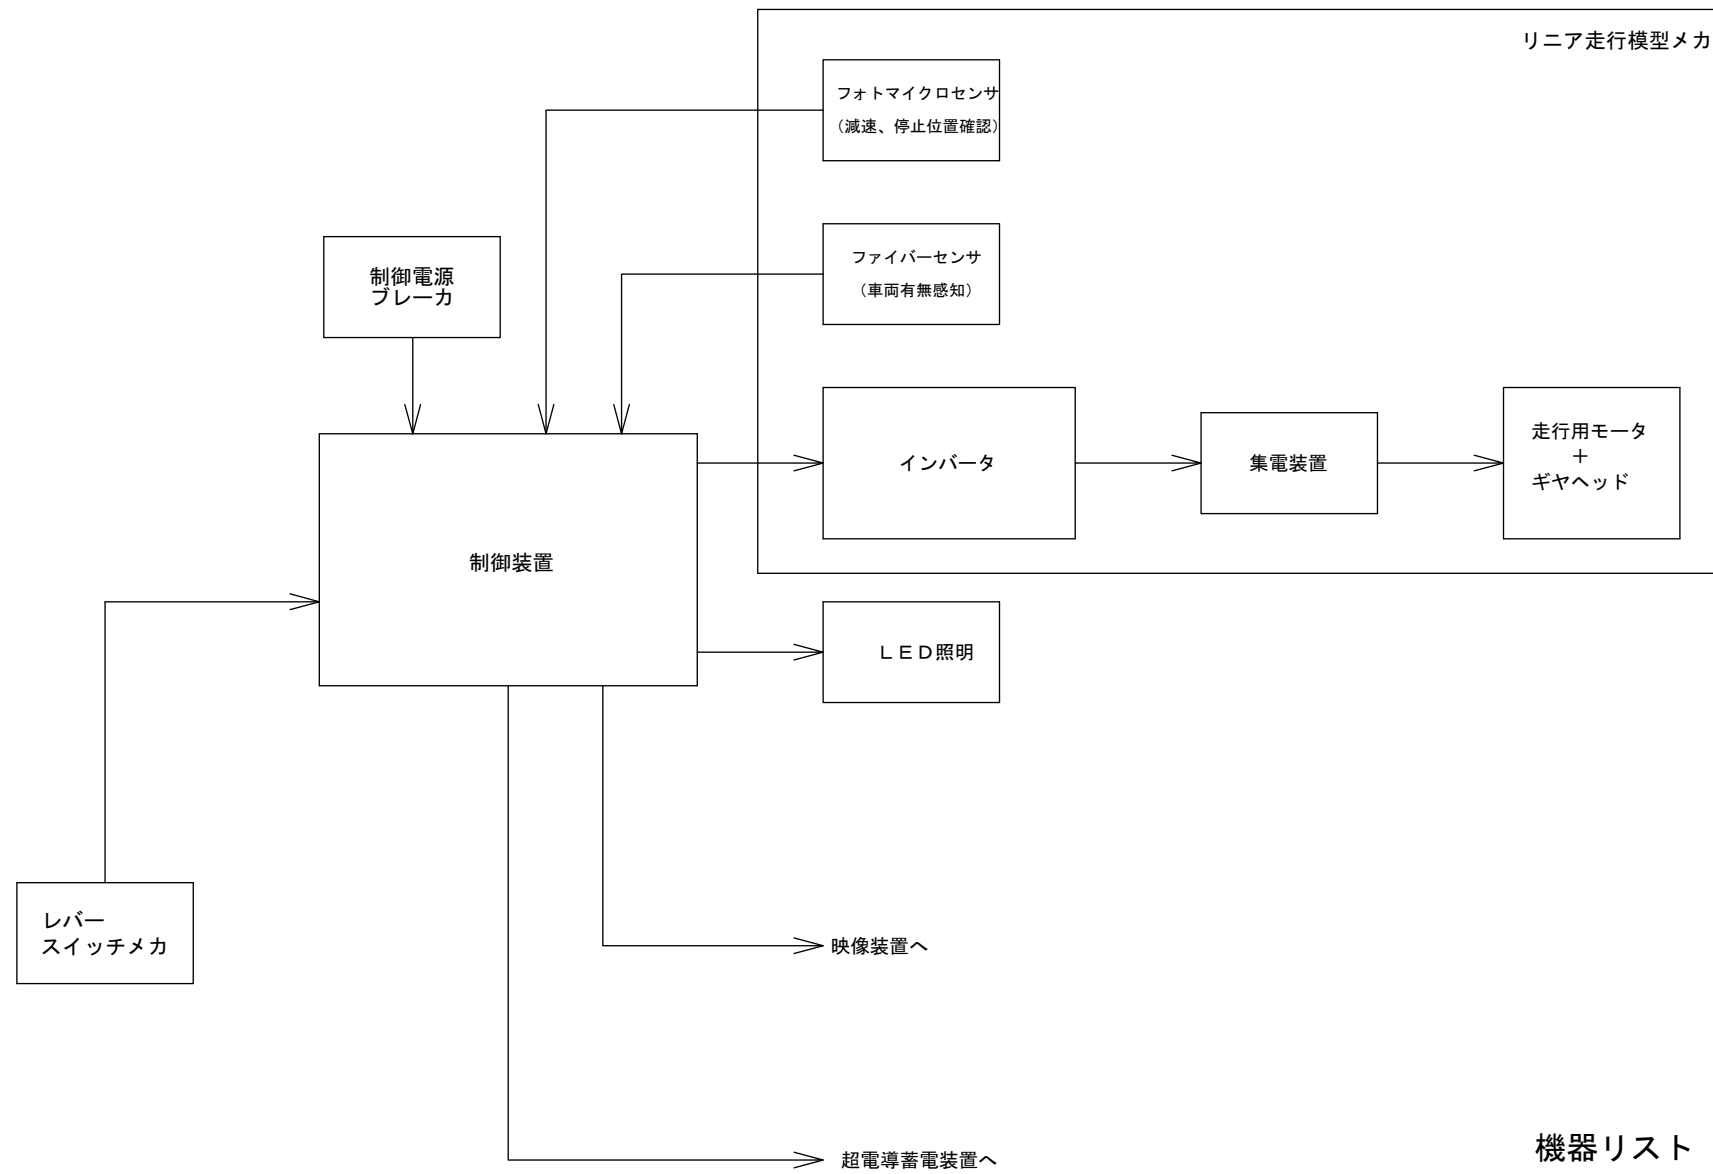 リニア走行模型メカ
フォトマイクロセンサ
（減速、停止位置確認）
ファイバーセンサ
（車両有無感知）
制御電源
ブレーカ
インバータ
集電装置
走行用モータ
＋
ギヤヘッド
制御装置
ＬＥＤ照明
レバー
スイッチメカ
映像装置へ
超電導蓄電装置へ
機器リスト